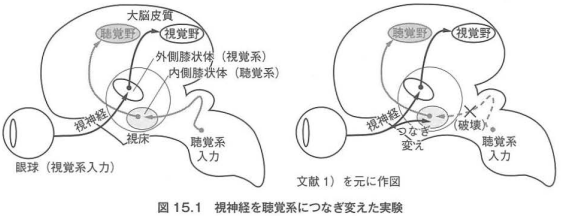 大脳皮質
聴覚野
視覚野
外側膝状体（視覚系）
内側膝状体（聴覚系）
視神経
視床
聴覚系
入力
眼球（視覚系入力）
聴覚野
視覚野
視神経
つなぎ
変え
（破壊）
聴覚系
入力
文献 1）を元に作図
図 15.1　視神経を聴覚系につなぎ変えた実験